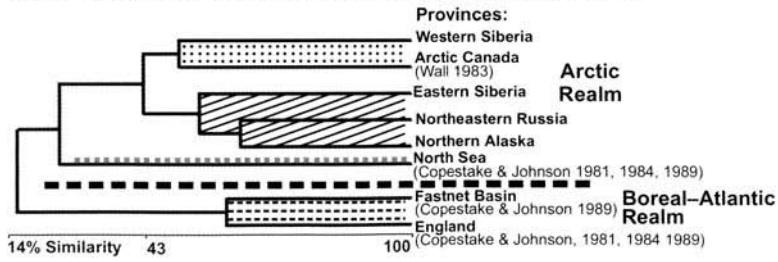 Provinces:
Western Siberia
Arctic Canada
(Wall 1983)
Arctic
Realm
Eastern Siberia
Northeastern Russia
Northern Alaska
North Sea
(Copestake & Johnson 1981, 1984, 1989)
Fastnet Basin
(Copestake & Johnson 1989)
Boreal–Atlantic
Realm
England
(Copestake & Johnson, 1981, 1984 1989)
14% Similarity 43 100